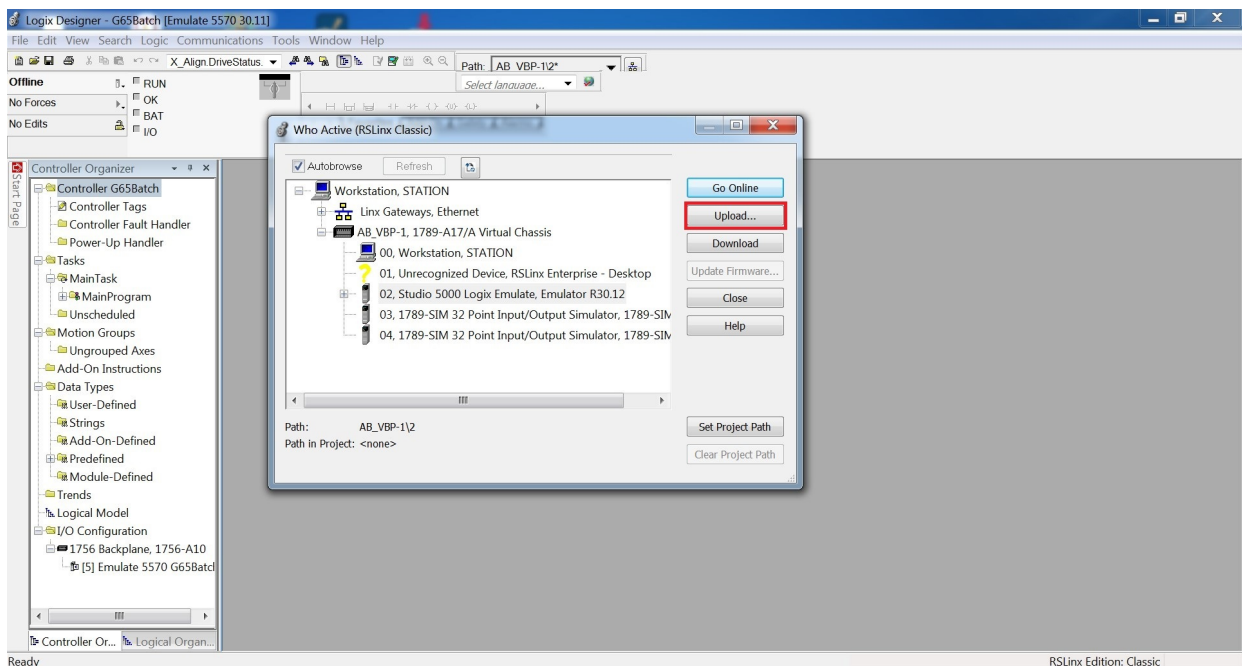 Logix Designer - G65Batch [Emulate 5570 30.11]
File Edit View Search Logic Communications Tools Window Help
X_Align.DriveStatus.
Path: AB_VBP-1\2*
Offline
RUN
Select language...
No Forces
OK
No Edits
BAT
I/O
Start Page
Controller Organizer
Controller G65Batch
Controller Tags
Controller Fault Handler
Power-Up Handler
Tasks
MainTask
MainProgram
Unscheduled
Motion Groups
Ungrouped Axes
Add-On Instructions
Data Types
User-Defined
Strings
Add-On-Defined
Predefined
Module-Defined
Trends
Logical Model
I/O Configuration
1756 Backplane, 1756-A10
[5] Emulate 5570 G65Batcl
Controller Or...
Logical Organ...
Who Active (RSLinx Classic)
Autobrowse
Refresh
Workstation, STATION
Linx Gateways, Ethernet
AB_VBP-1, 1789-A17/A Virtual Chassis
00, Workstation, STATION
01, Unrecognized Device, RSLinx Enterprise - Desktop
02, Studio 5000 Logix Emulate, Emulator R30.12
03, 1789-SIM 32 Point Input/Output Simulator, 1789-SIM
04, 1789-SIM 32 Point Input/Output Simulator, 1789-SIM
Go Online
Upload...
Download
Update Firmware...
Close
Help
Path: AB_VBP-1\2
Path in Project: <none>
Set Project Path
Clear Project Path
Ready
RSLinx Edition: Classic